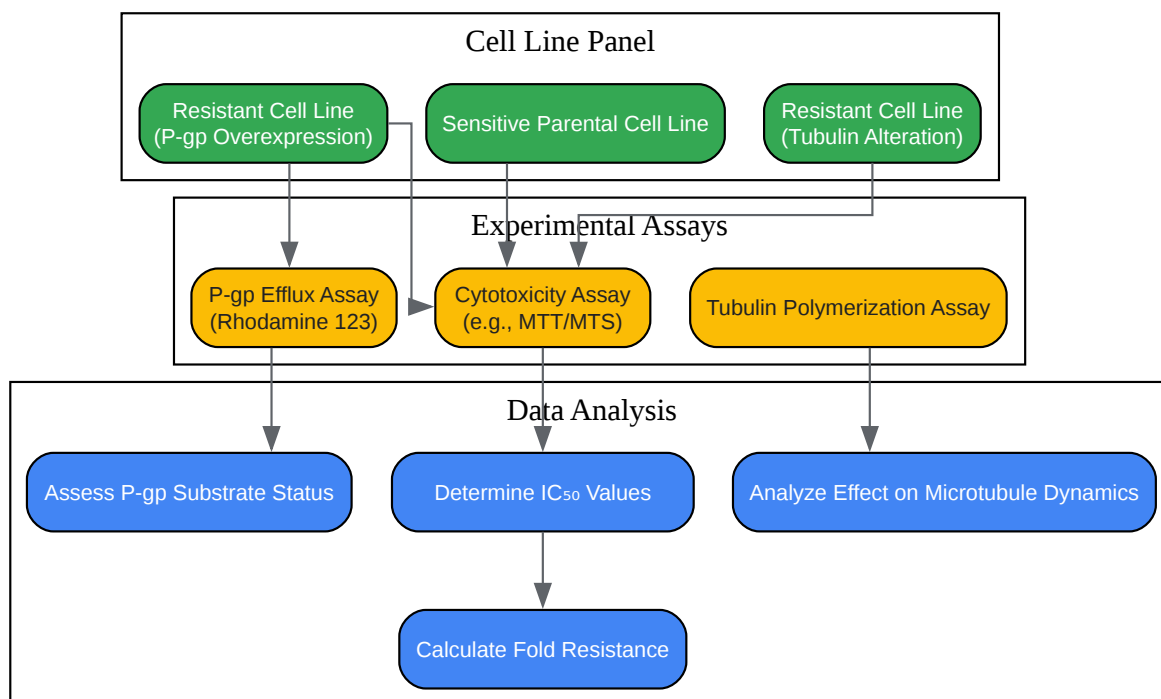 Cell Line Panel
Resistant Cell Line
(P-gp Overexpression)
Sensitive Parental Cell Line
Resistant Cell Line
(Tubulin Alteration)
Experimental Assays
P-gp Efflux Assay
(Rhodamine 123)
Cytotoxicity Assay
(e.g., MTT/MTS)
Tubulin Polymerization Assay
Data Analysis
Assess P-gp Substrate Status
Determine IC₅₀ Values
Analyze Effect on Microtubule Dynamics
Calculate Fold Resistance